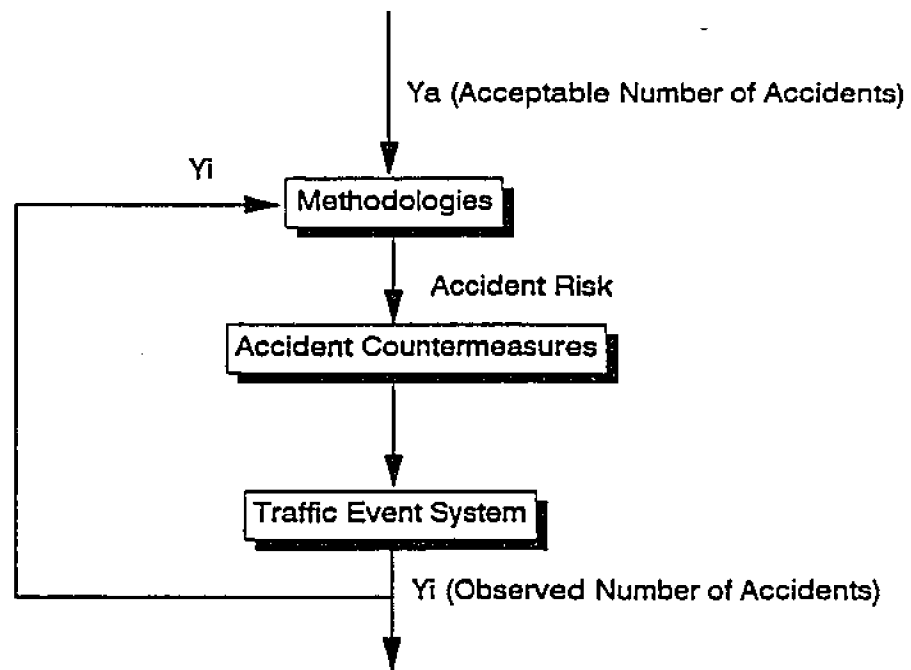 Ya (Acceptable Number of Accidents)
Yi
Methodologies
Accident Risk
Accident Countermeasures
Traffic Event System
Yi (Observed Number of Accidents)